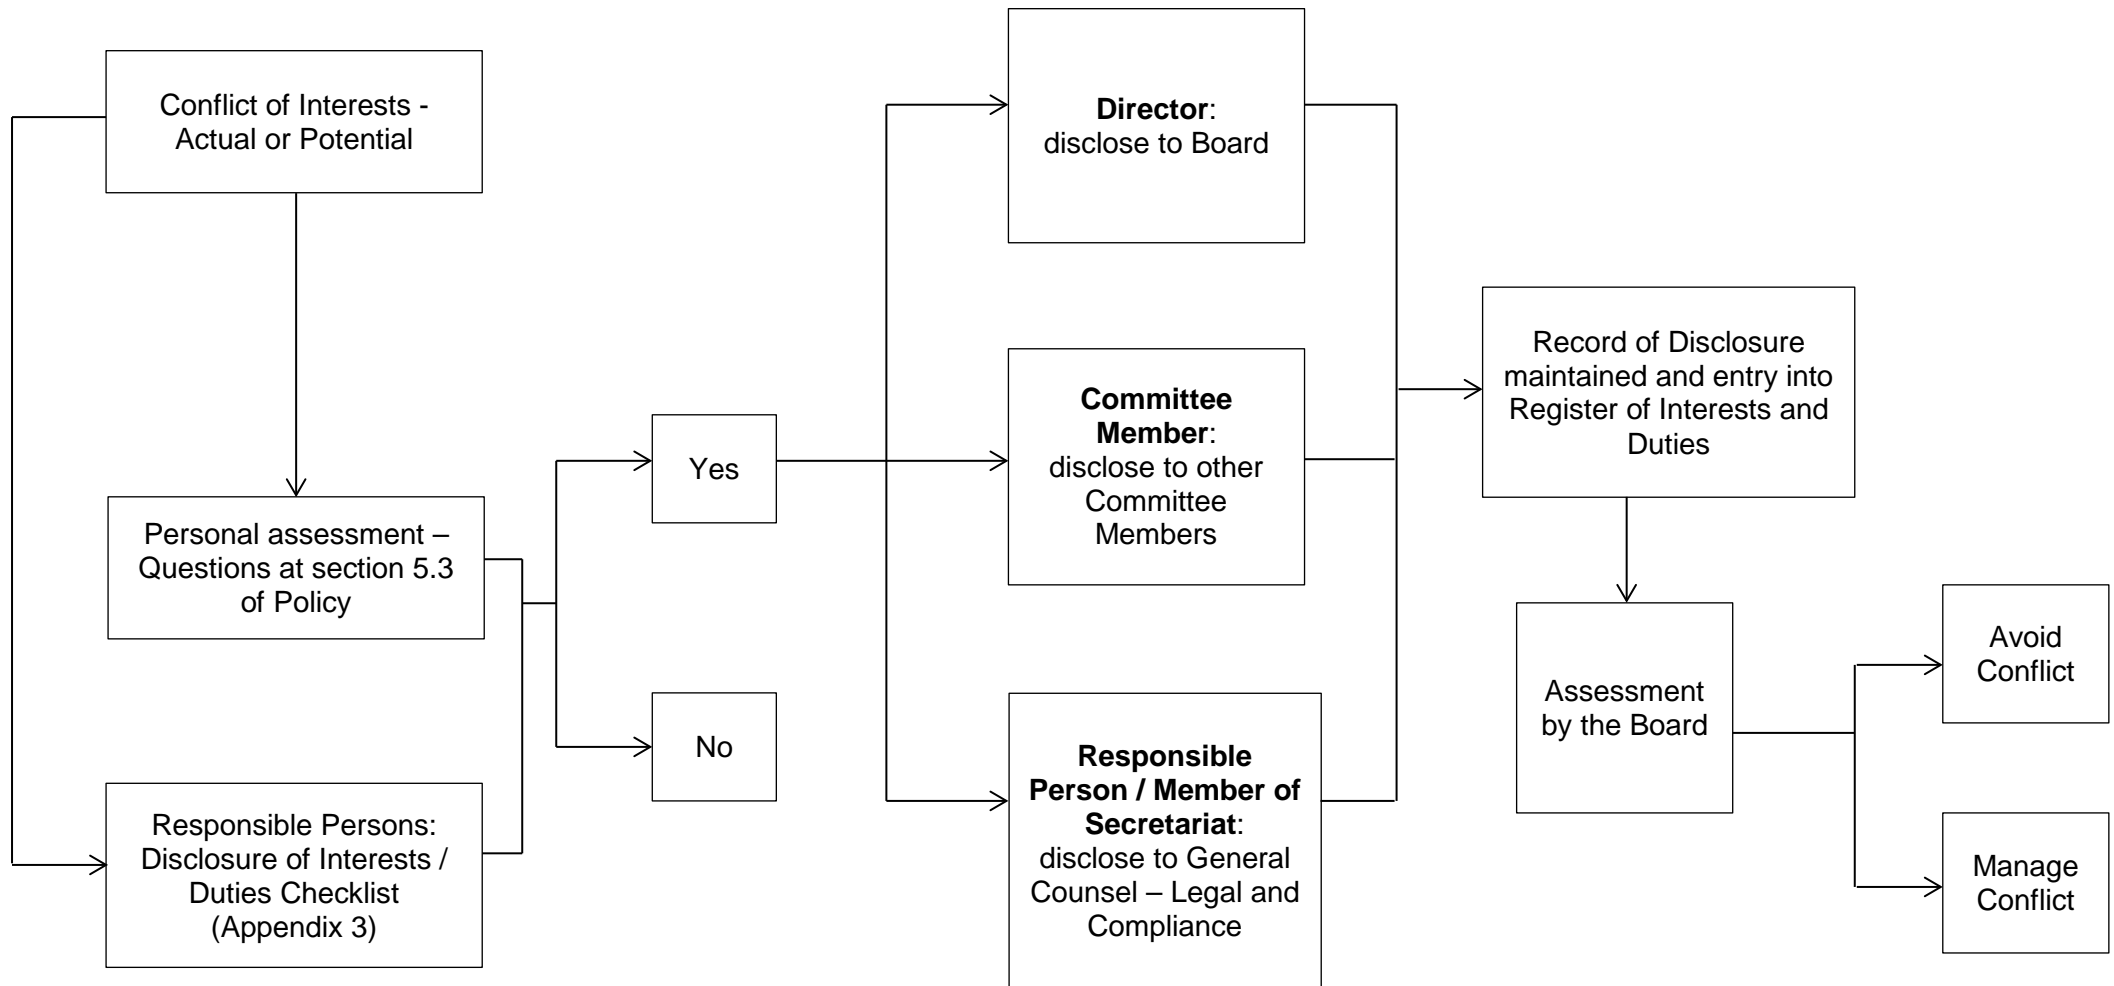 Conflict of Interests -
Actual or Potential
Personal assessment –
Questions at section 5.3
of Policy
Responsible Persons:
Disclosure of Interests /
Duties Checklist
(Appendix 3)
Yes
No
Director:
disclose to Board
Committee
Member:
disclose to other
Committee
Members
Responsible
Person / Member of
Secretariat:
disclose to General
Counsel – Legal and
Compliance
Record of Disclosure
maintained and entry into
Register of Interests and
Duties
Assessment
by the Board
Avoid
Conflict
Manage
Conflict